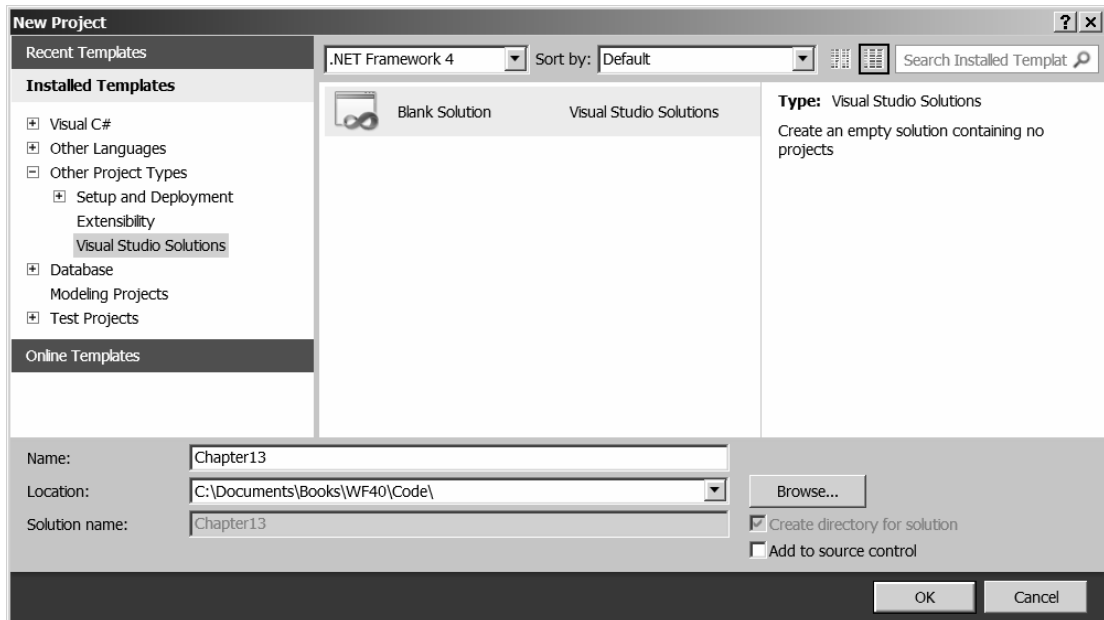 New Project
Recent Templates
Installed Templates
Visual C#
Other Languages
Other Project Types
Setup and Deployment
Extensibility
Visual Studio Solutions
Database
Modeling Projects
Test Projects
Online Templates
.NET Framework 4
Sort by: Default
Search Installed Templat
Blank Solution Visual Studio Solutions
Type: Visual Studio Solutions
Create an empty solution containing no
projects
Name: Chapter13
Location: C:\Documents\Books\WF40\Code\
Browse...
Solution name: Chapter13
Create directory for solution
Add to source control
OK Cancel